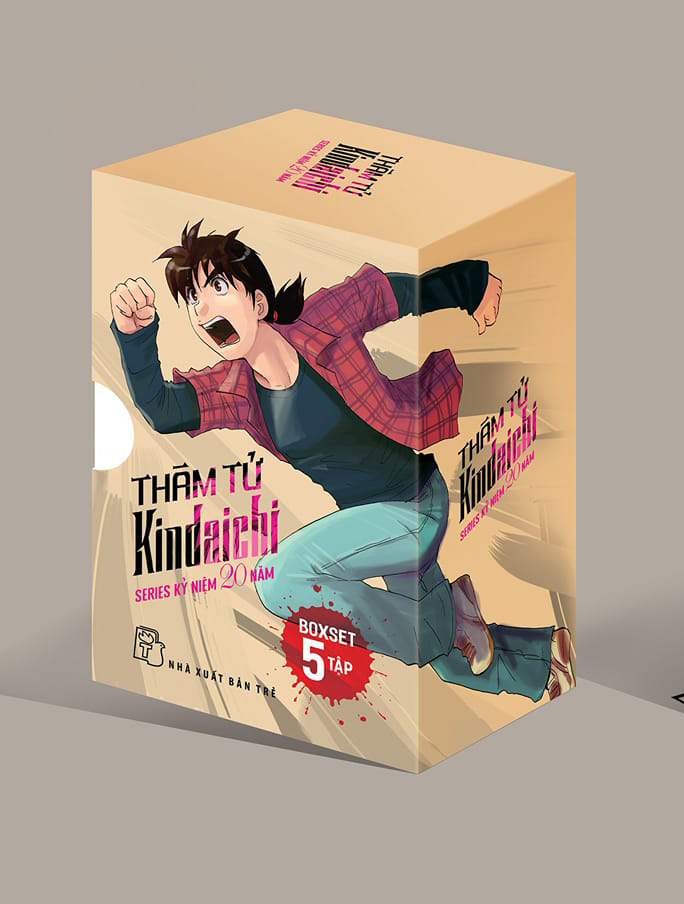 THÁM TỬ
Kindaichi
SERIES KỶ NIỆM 20 NĂM
THÁM TỬ
Kindaichi
SERIES KỶ NIỆM 20 NĂM
BOXSET
5 TẬP
T
NHÀ XUẤT BẢN TRẺ
THÁM TỬ
Kindaichi
SERIES KỶ NIỆM 20 NĂM